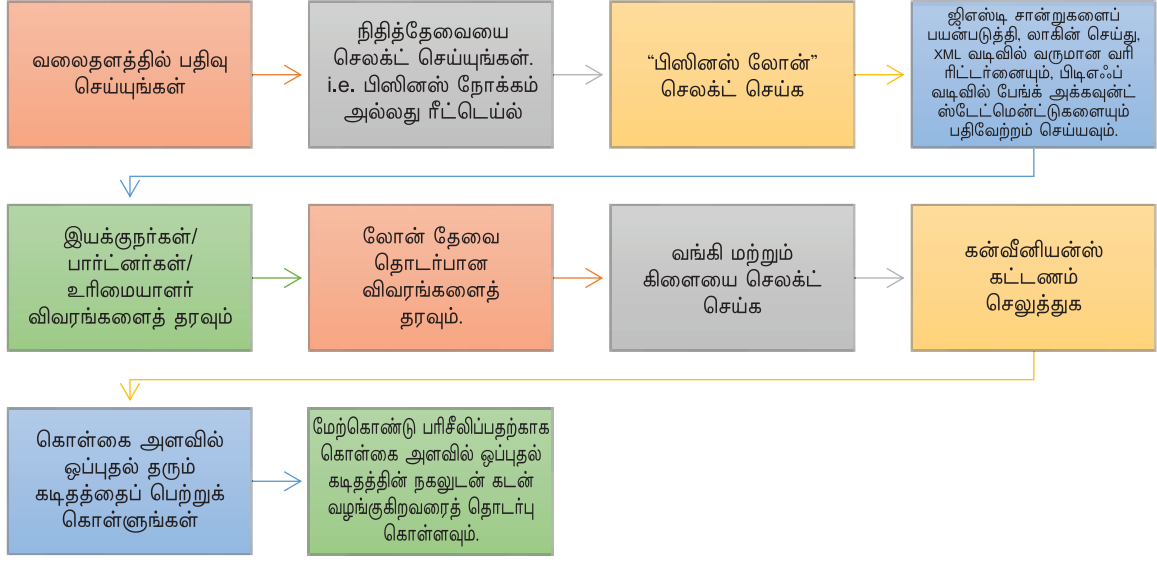 வலைதளத்தில் பதிவு
செய்யுங்கள்
நிதித்தேவையை
செலக்ட் செய்யுங்கள்.
i.e. பிஸினஸ் நோக்கம்
அல்லது ரீட்டெய்ல்
“பிஸினஸ் லோன்”
செலக்ட் செய்க
ஜிஎஸ்டி சான்றுகளைப்
பயன்படுத்தி, லாகின் செய்து,
XML வடிவில் வருமான வரி
ரிட்டர்னையும், பிடிஎஃப்
வடிவில் பேங்க் அக்கவுன்ட்
ஸ்டேட்மென்ட்டுகளையும்
பதிவேற்றம் செய்யவும்.
இயக்குநர்கள்/
பார்ட்னர்கள்/
உரிமையாளர்
விவரங்களைத் தரவும்
லோன் தேவை
தொடர்பான
விவரங்களைத்
தரவும்.
வங்கி மற்றும்
கிளையை செலக்ட்
செய்க
கன்வீனியன்ஸ்
கட்டணம்
செலுத்துக
கொள்கை அளவில்
ஒப்புதல் தரும்
கடிதத்தைப் பெற்றுக்
கொள்ளுங்கள்
மேற்கொண்டு பரிசீலிப்பதற்காக
கொள்கை அளவில் ஒப்புதல்
கடிதத்தின் நகலுடன் கடன்
வழங்குகிறவரைத் தொடர்பு
கொள்ளவும்.